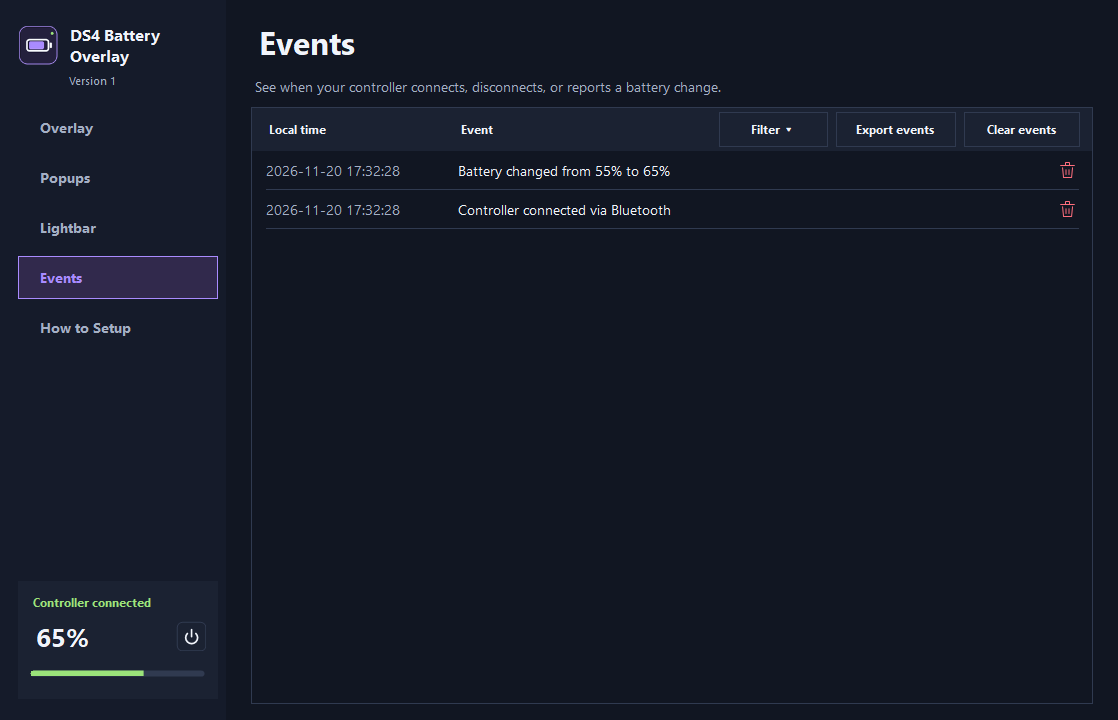 DS4 Battery
Overlay
Version 1
Overlay
Popups
Lightbar
Events
How to Setup
Controller connected
65%
Events
See when your controller connects, disconnects, or reports a battery change.
Local time Event Filter ▾ Export events Clear events
2026-11-20 17:32:28 Battery changed from 55% to 65%
2026-11-20 17:32:28 Controller connected via Bluetooth